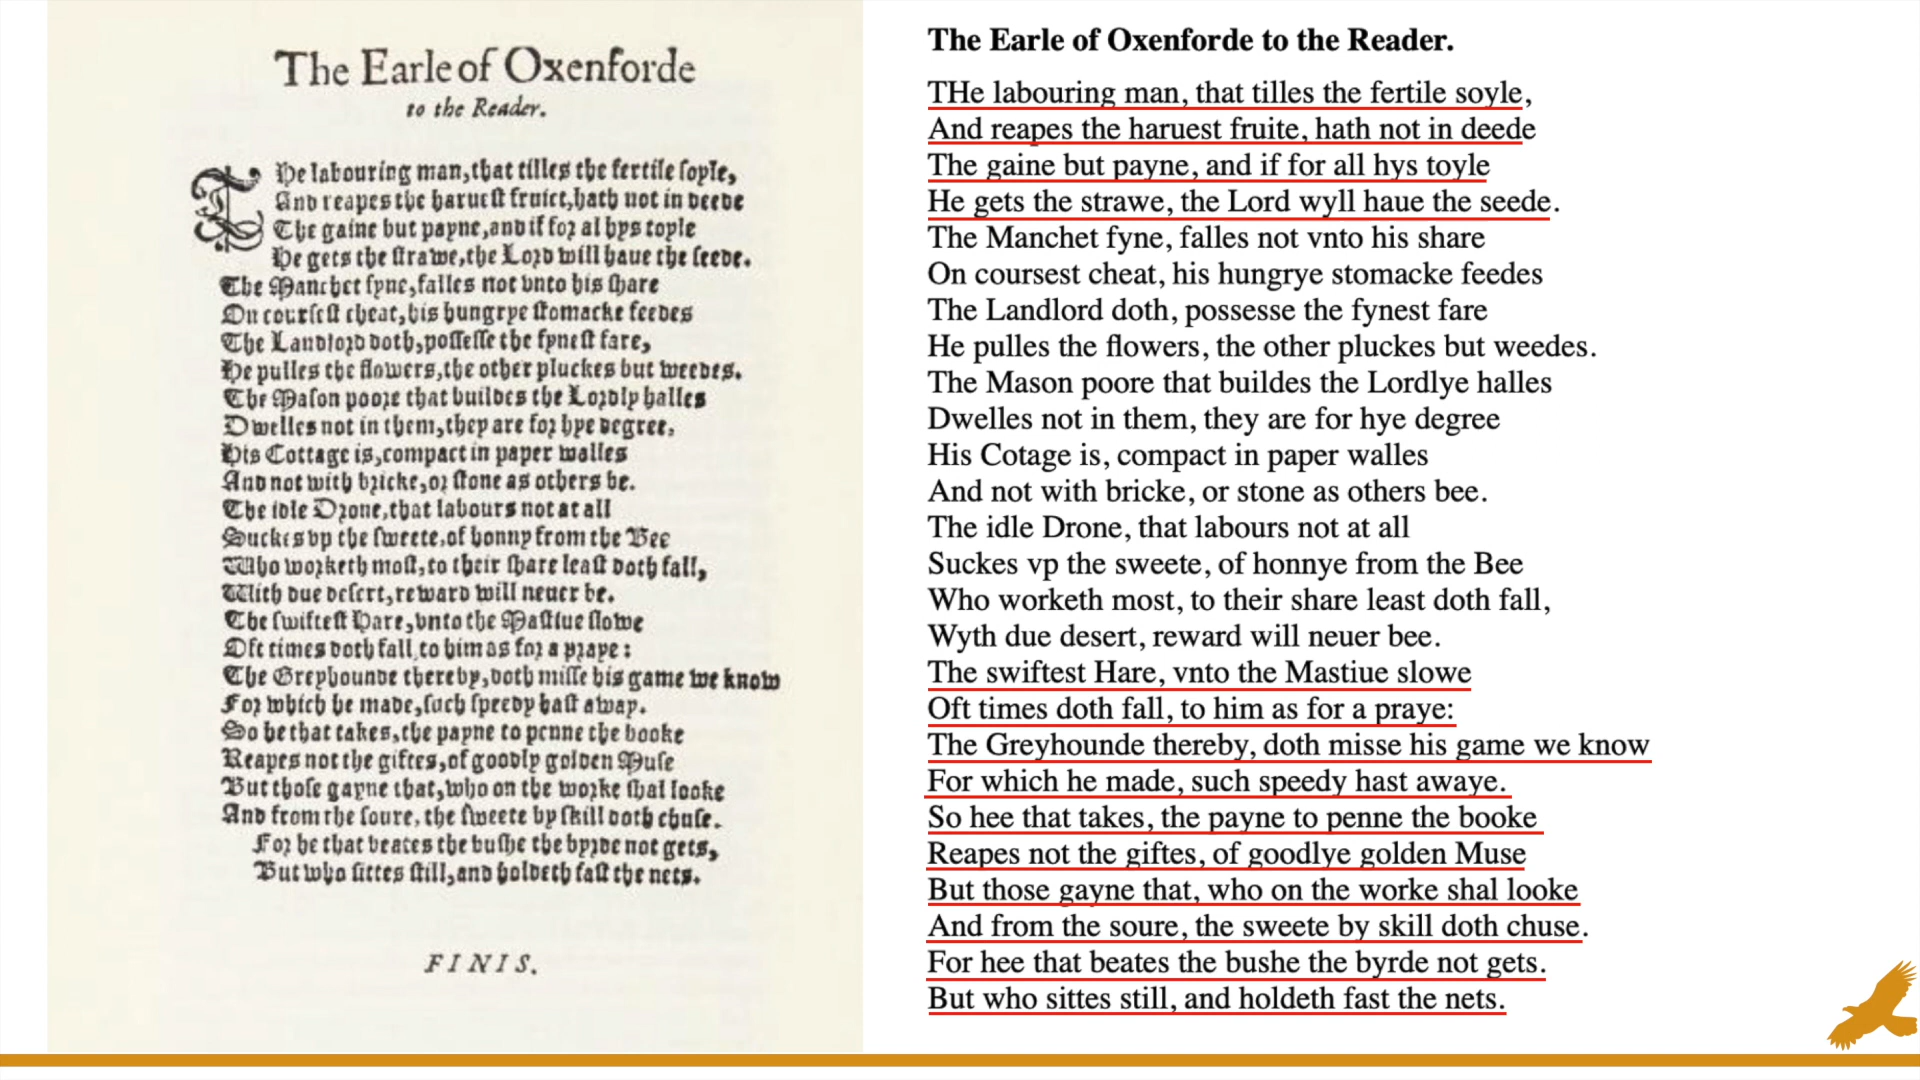 The Earle of Oxenforde
to the Reader.
THe labouring man, that tilles the fertile soyle,
And reapes the haruest fruict, hath not in deede
The gaine but payne, and if for al hys toyle
He gets the strawe, the Lord will haue the seede.
The Manchet fyne, falles not vnto his share
On coursest cheat, his hungrye stomacke feedes
The Landlord doth, possesse the fynest fare,
He pulles the flowers, the other pluckes but weedes.
The Mason poore that buildes the Lordly halles
Dwelles not in them, they are for hye degree,
His Cottage is, compact in paper walles
And not with bricke, or stone as others be.
The idle Drone, that labours not at all
Suckes vp the sweete, of honny from the Bee
Who worketh most, to their share least doth fall,
With due desert, reward will neuer be.
The swiftest Hare, vnto the Mastiue slowe
Oft times doth fall, to him as for a praye:
The Greyhounde thereby, doth misse his game we know
For which he made, such speedy hast away.
So he that takes, the payne to penne the booke
Reapes not the giftes, of goodly golden Muse
But those gayne that, who on the worke shal looke
And from the soure, the sweete by skill doth chuse.
For he that beates the bushe the byrde not gets,
But who sittes still, and holdeth fast the nets.
FINIS.
The Earle of Oxenforde to the Reader.
THe labouring man, that tilles the fertile soyle,
And reapes the haruest fruite, hath not in deede
The gaine but payne, and if for all hys toyle
He gets the strawe, the Lord wyll haue the seede.
The Manchet fyne, falles not vnto his share
On coursest cheat, his hungrye stomacke feedes
The Landlord doth, possesse the fynest fare
He pulles the flowers, the other pluckes but weedes.
The Mason poore that buildes the Lordlye halles
Dwelles not in them, they are for hye degree
His Cotage is, compact in paper walles
And not with bricke, or stone as others bee.
The idle Drone, that labours not at all
Suckes vp the sweete, of honnye from the Bee
Who worketh most, to their share least doth fall,
Wyth due desert, reward will neuer bee.
The swiftest Hare, vnto the Mastiue slowe
Oft times doth fall, to him as for a praye:
The Greyhounde thereby, doth misse his game we know
For which he made, such speedy hast awaye.
So hee that takes, the payne to penne the booke
Reapes not the giftes, of goodlye golden Muse
But those gayne that, who on the worke shal looke
And from the soure, the sweete by skill doth chuse.
For hee that beates the bushe the byrde not gets.
But who sittes still, and holdeth fast the nets.